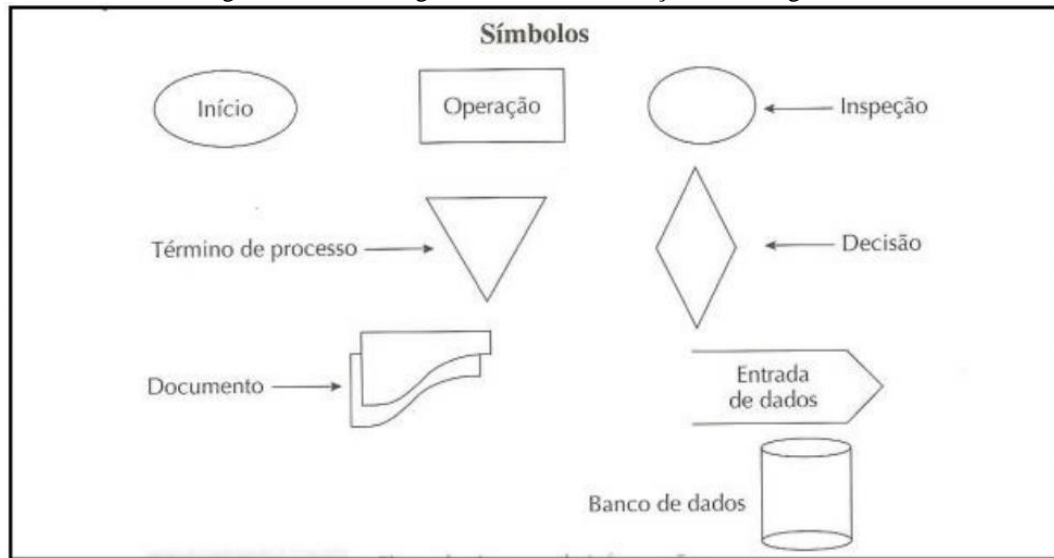 Símbolos
Início
Operação
Inspeção
Término de processo
Decisão
Documento
Entrada
de dados
Banco de dados